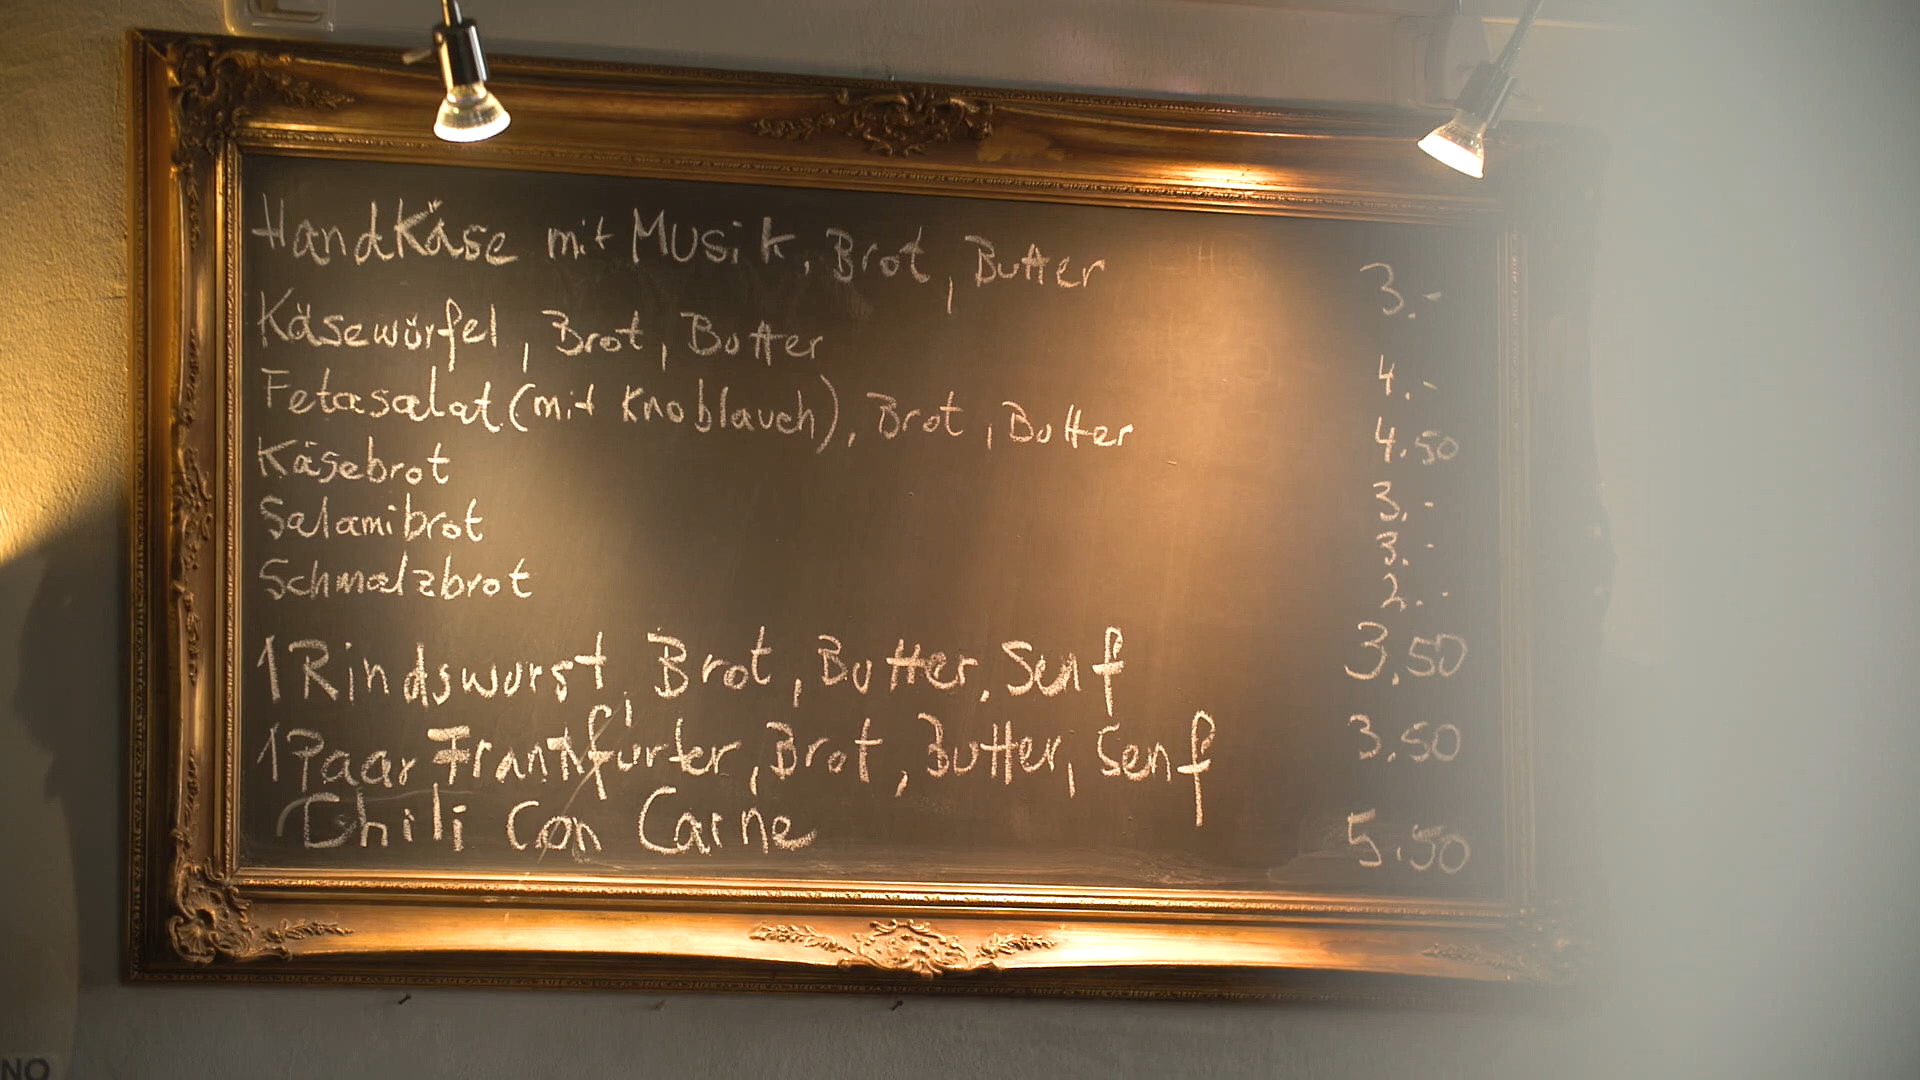 HandKäse mit Musik, Brot, Butter 3.-
Käsewürfel, Brot, Butter 4.-
Fetasalat (mit Knoblauch), Brot, Butter 4.50
Käsebrot 3.-
Salamibrot 3.-
Schmalzbrot 2.-
1 Rindswurst, Brot, Butter, Senf 3.50
1 Paar Frankfurter, Brot, Butter, Senf 3.50
Chili Con Carne 5.50
NO